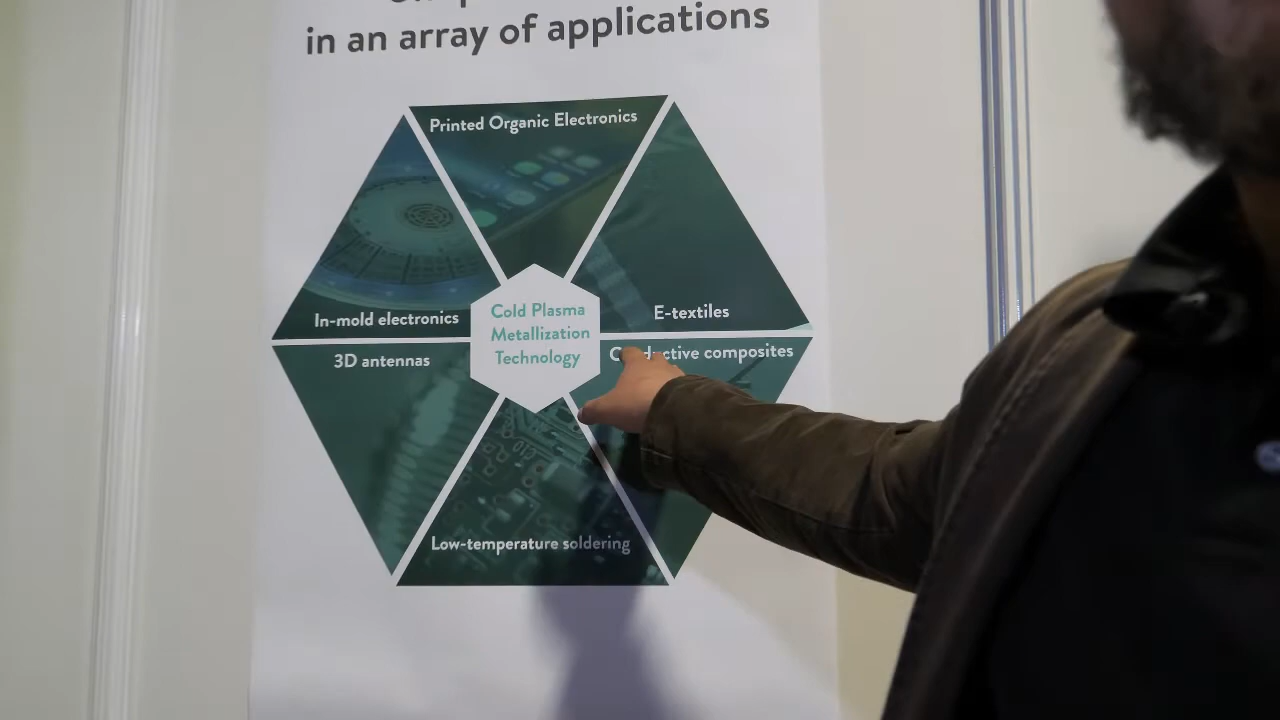 in an array of applications
Printed Organic Electronics
In-mold electronics
E-textiles
Cold Plasma
Metallization
Technology
3D antennas
composites
Low-temperature soldering